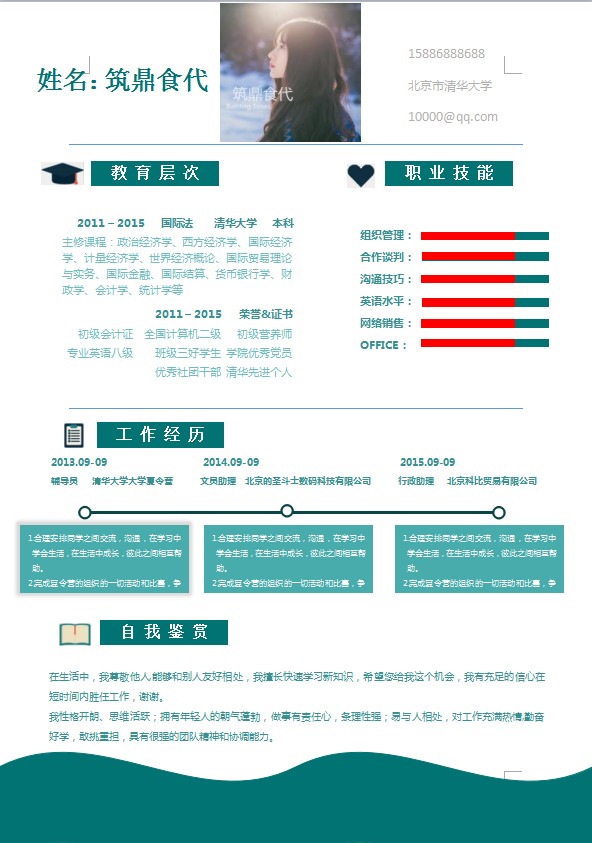 姓名: 筑鼎食代
筑鼎食代
15886888688
北京市清华大学
10000@qq.com
教育层次
2011–2015 国际法 清华大学 本科
主修课程：政治经济学、西方经济学、国际经济
学、计量经济学、世界经济概论、国际贸易理论
与实务、国际金融、国际结算、货币银行学、财
政学、会计学、统计学等
2011–2015 荣誉&证书
初级会计证 全国计算机二级 初级营养师
专业英语八级 班级三好学生 学院优秀党员
优秀社团干部 清华先进个人
职业技能
组织管理：
合作谈判：
沟通技巧：
英语水平：
网络销售：
OFFICE：
工作经历
2013.09-09
辅导员 清华大学大学夏令营
2014.09-09
文员助理 北京的圣斗士数码科技有限公司
2015.09-09
行政助理 北京科比贸易有限公司
1.合理安排同学之间交流，沟通，在学习中
学会生活，在生活中成长，彼此之间相互帮
助。
2.完成夏令营的组织的一切活动和比赛，争
1.合理安排同学之间交流，沟通，在学习中
学会生活，在生活中成长，彼此之间相互帮
助。
2.完成夏令营的组织的一切活动和比赛，争
1.合理安排同学之间交流，沟通，在学习中
学会生活，在生活中成长，彼此之间相互帮
助。
2.完成夏令营的组织的一切活动和比赛，争
自我鉴赏
在生活中，我尊敬他人,能够和别人友好相处，我擅长快速学习新知识，希望您给我这个机会，我有充足的信心在
短时间内胜任工作，谢谢。
我性格开朗、思维活跃；拥有年轻人的朝气蓬勃，做事有责任心，条理性强；易与人相处，对工作充满热情,勤奋
好学，敢挑重担，具有很强的团队精神和协调能力。